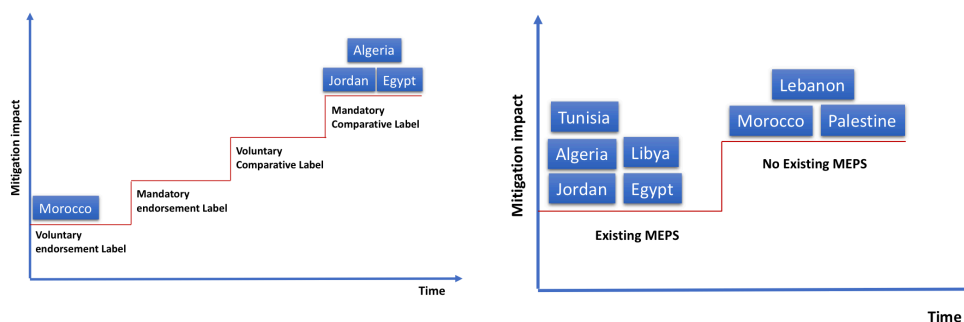 Mitigation impact
Algeria
Jordan
Egypt
Mandatory
Comparative Label
Voluntary
Comparative Label
Mandatory
endorsement Label
Morocco
Voluntary
endorsement Label
Time
Mitigation impact
Lebanon
Tunisia
Morocco
Palestine
Algeria
Libya
No Existing MEPS
Jordan
Egypt
Existing MEPS
Time